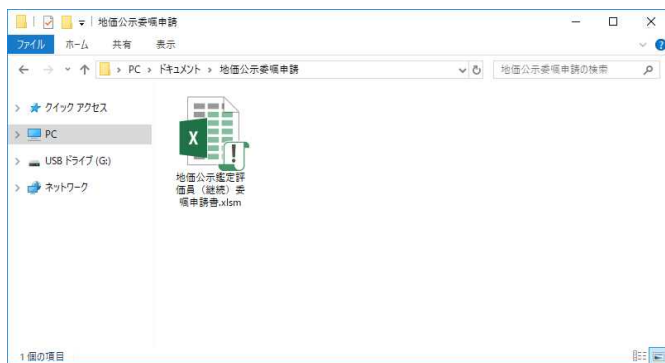 地価公示委嘱申請
ファイル ホーム 共有 表示
PC › ドキュメント › 地価公示委嘱申請
地価公示委嘱申請の検索
クイック アクセス
PC
USB ドライブ (G:)
ネットワーク
地価公示鑑定評
価員（継続）委
嘱申請書.xlsm
1 個の項目